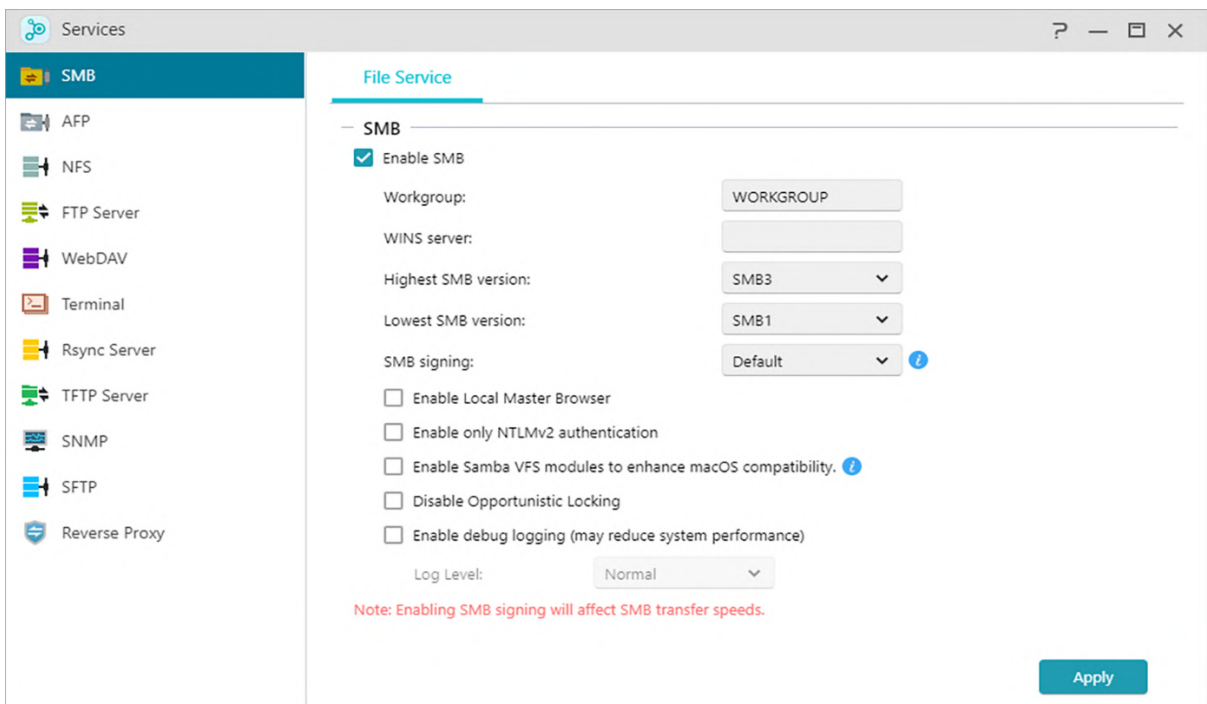 Services
SMB
AFP
NFS
FTP Server
WebDAV
Terminal
Rsync Server
TFTP Server
SNMP
SFTP
Reverse Proxy
File Service
SMB
Enable SMB
Workgroup: WORKGROUP
WINS server:
Highest SMB version: SMB3
Lowest SMB version: SMB1
SMB signing: Default
Enable Local Master Browser
Enable only NTLMv2 authentication
Enable Samba VFS modules to enhance macOS compatibility.
Disable Opportunistic Locking
Enable debug logging (may reduce system performance)
Log Level: Normal
Note: Enabling SMB signing will affect SMB transfer speeds.
Apply